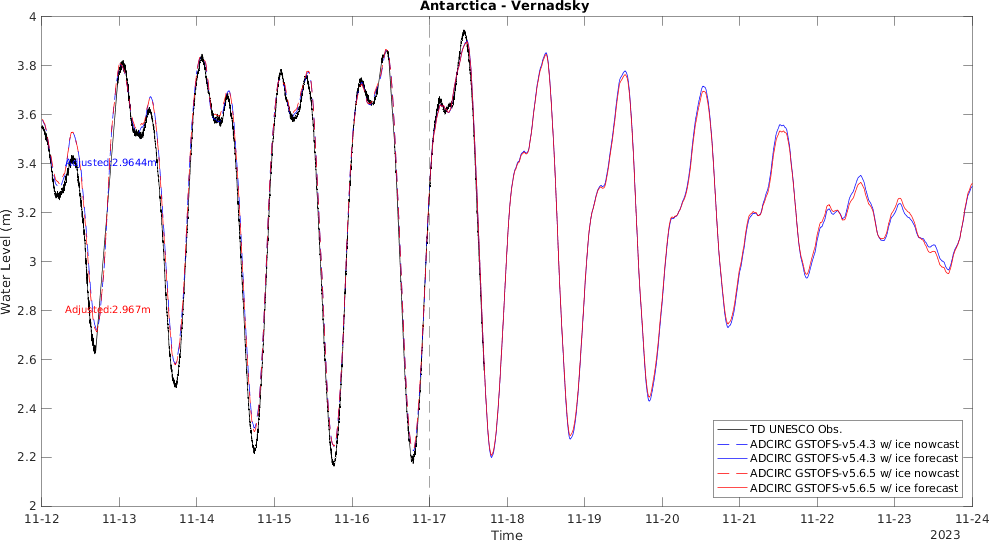 Antarctica - Vernadsky
4
3.8
3.6
3.4
3.2
3
2.8
2.6
2.4
2.2
2
Water Level (m)
Adjusted:2.9644m
Adjusted:2.967m
TD UNESCO Obs.
ADCIRC GSTOFS-v5.4.3 w/ ice nowcast
ADCIRC GSTOFS-v5.4.3 w/ ice forecast
ADCIRC GSTOFS-v5.6.5 w/ ice nowcast
ADCIRC GSTOFS-v5.6.5 w/ ice forecast
11-12 11-13 11-14 11-15 11-16 11-17 11-18 11-19 11-20 11-21 11-22 11-23 11-24
Time
2023